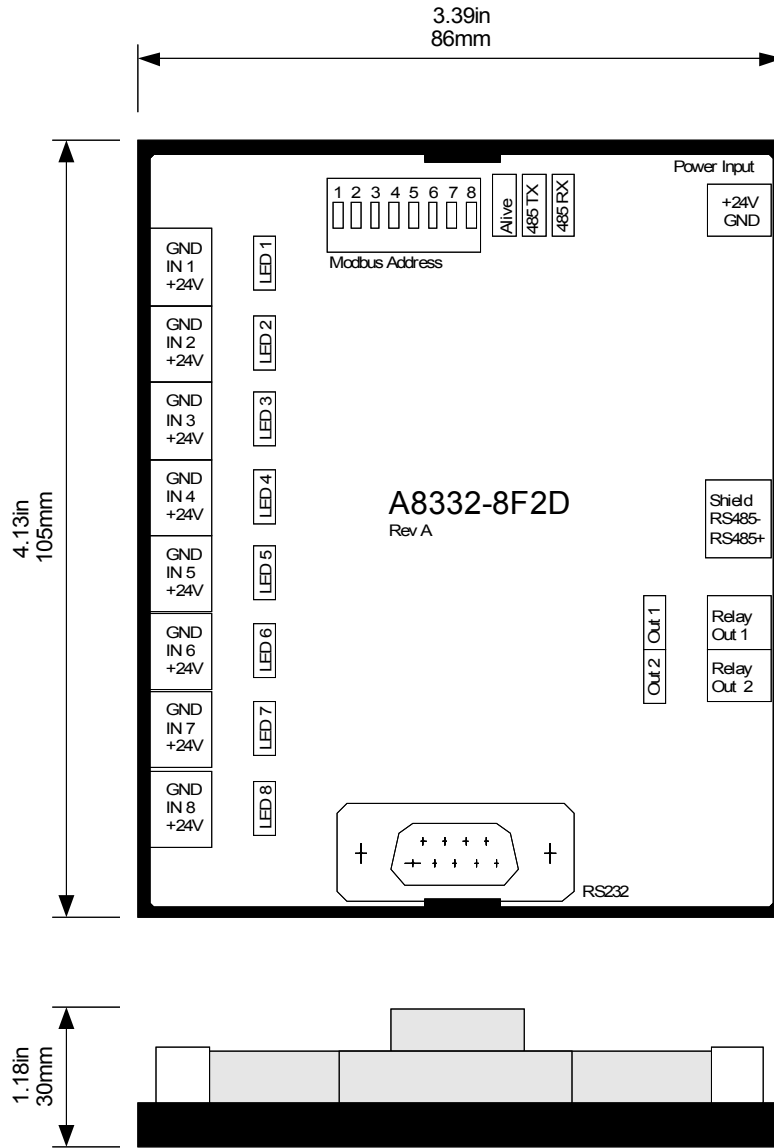 3.39in
86mm
Power Input
1 2 3 4 5 6 7 8
Alive
485 TX
485 RX
+24V
GND
Modbus Address
GND
IN 1
+24V
LED 1
GND
IN 2
+24V
LED 2
GND
IN 3
+24V
LED 3
GND
IN 4
+24V
LED 4
GND
IN 5
+24V
LED 5
GND
IN 6
+24V
LED 6
GND
IN 7
+24V
LED 7
GND
IN 8
+24V
LED 8
4.13in
105mm
A8332-8F2D
Rev A
Shield
RS485-
RS485+
Out 1
Relay
Out 1
Out 2
Relay
Out 2
RS232
1.18in
30mm